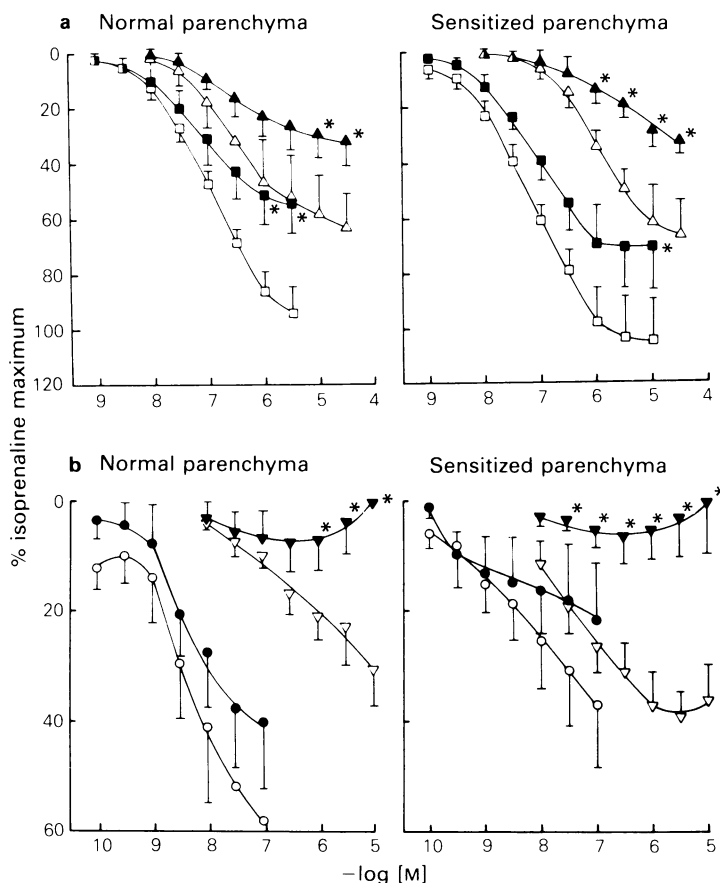 a Normal parenchyma Sensitized parenchyma
0
20
40
60
80
100
120
9 8 7 6 5 4 9 8 7 6 5 4
* * * * * * * * * *
% isoprenaline maximum
b Normal parenchyma Sensitized parenchyma
0
20
40
60
10 9 8 7 6 5 10 9 8 7 6 5
* * * * * * * * *
−log [M]